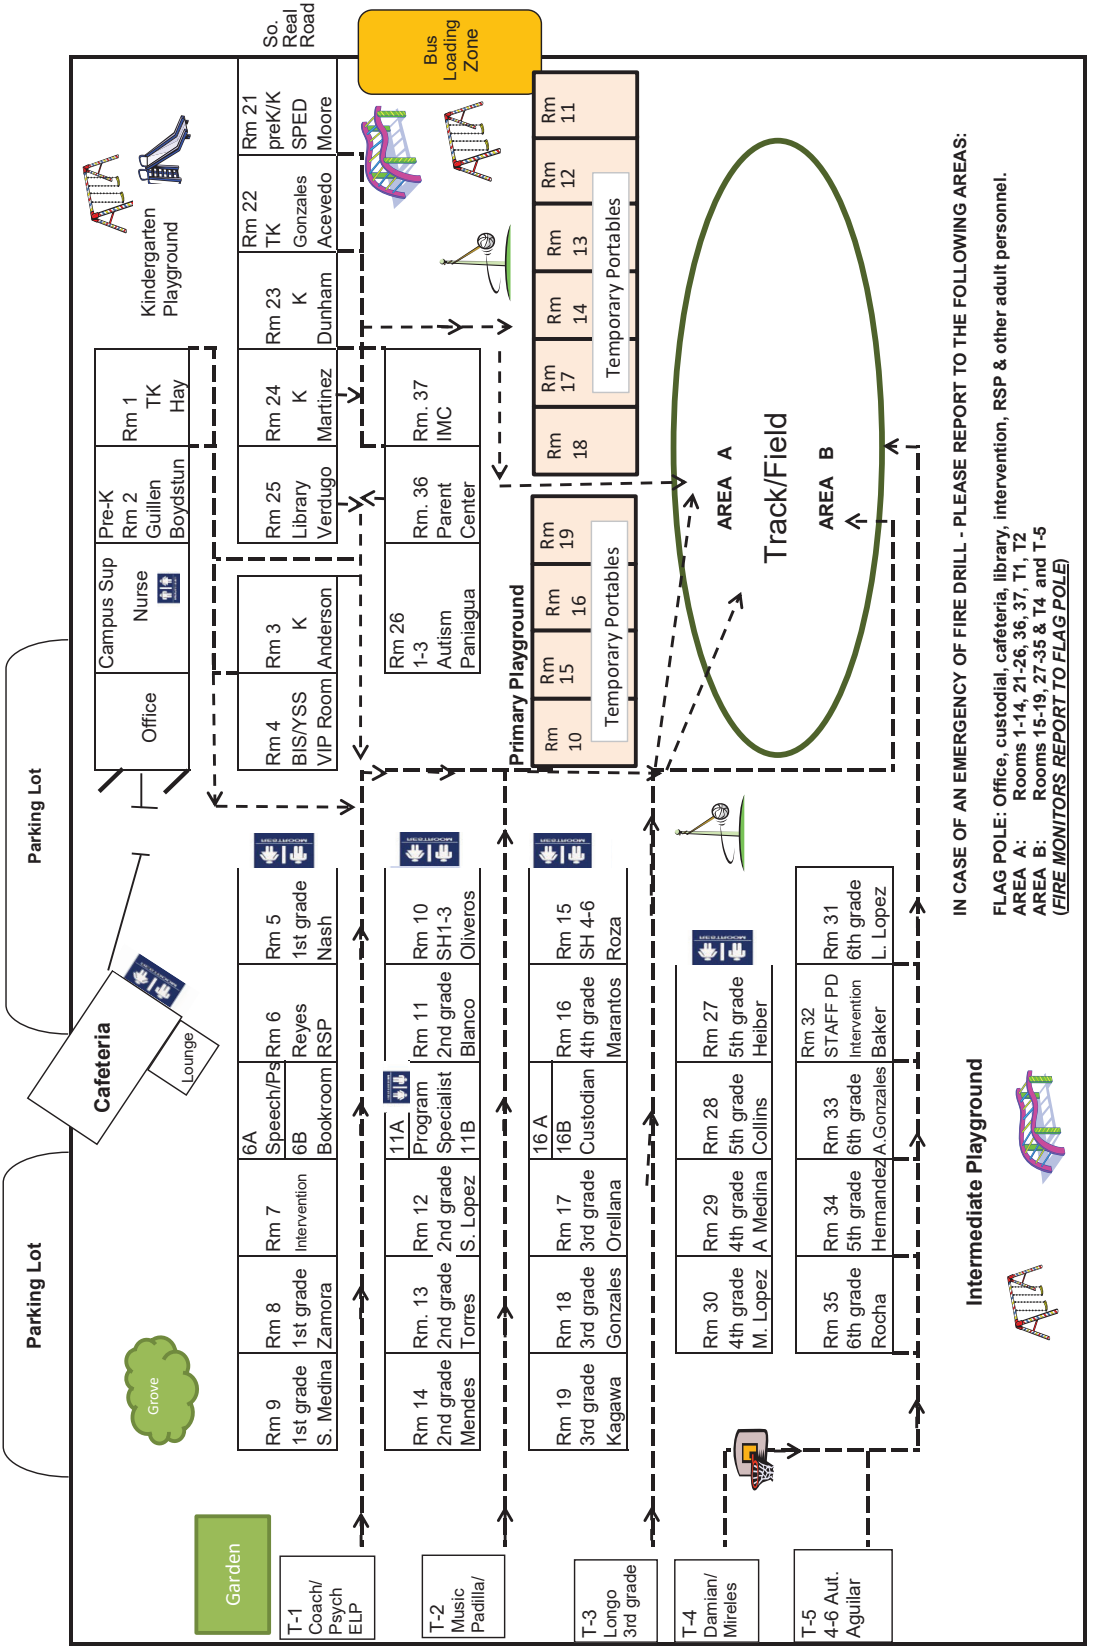 Parking Lot
Parking Lot
So.
Real
Road
Bus
Loading
Zone
Kindergarten
Playground
Grove
Garden
Cafeteria
Lounge
Office
Campus Sup
Nurse
Pre-K
Rm 2
Guillen
Boydstun
Rm 1
TK
Hay
T-1
Coach/
Psych
ELP
Rm 9
1st grade
S. Medina
Rm 8
1st grade
Zamora
Rm 7
Intervention
6A
Speech/Ps
6B
Bookroom
Rm 6
Reyes
RSP
Rm 5
1st grade
Nash
Rm 4
BIS/YSS
VIP Room
Rm 3
K
Anderson
Rm 25
Library
Verdugo
Rm 24
K
Martinez
Rm 23
K
Dunham
Rm 22
TK
Gonzales
Acevedo
Rm 21
preK/K
SPED
Moore
T-2
Music
Padilla/
Rm 14
2nd grade
Mendes
Rm. 13
2nd grade
Torres
Rm 12
2nd grade
S. Lopez
11A
Program
Specialist
11B
Rm 11
2nd grade
Blanco
Rm 10
SH1-3
Oliveros
Rm 26
1-3
Autism
Paniagua
Rm. 36
Parent
Center
Rm. 37
IMC
Primary Playground
T-3
Longo
3rd grade
Rm 19
3rd grade
Kagawa
Rm 18
3rd grade
Gonzales
Rm 17
3rd grade
Orellana
16 A
16B
Custodian
Rm 16
4th grade
Marantos
Rm 15
SH 4-6
Roza
Rm
10
Rm
15
Rm
16
Rm
19
Temporary Portables
Rm
18
Rm
17
Rm
14
Rm
13
Rm
12
Rm
11
Temporary Portables
T-4
Damian/
Mireles
Rm 30
4th grade
M. Lopez
Rm 29
4th grade
A Medina
Rm 28
5th grade
Collins
Rm 27
5th grade
Heiber
AREA A
Track/Field
AREA B
T-5
4-6 Aut.
Aguilar
Rm 35
6th grade
Rocha
Rm 34
5th grade
Hernandez
Rm 33
6th grade
A.Gonzales
Rm 32
STAFF PD
Intervention
Baker
Rm 31
6th grade
L. Lopez
Intermediate Playground
IN CASE OF AN EMERGENCY OF FIRE DRILL - PLEASE REPORT TO THE FOLLOWING AREAS:
FLAG POLE: Office, custodial, cafeteria, library, intervention, RSP & other adult personnel.
AREA A: Rooms 1-14, 21-26, 36, 37, T1, T2
AREA B: Rooms 15-19, 27-35 & T4 and T-5
(FIRE MONITORS REPORT TO FLAG POLE)